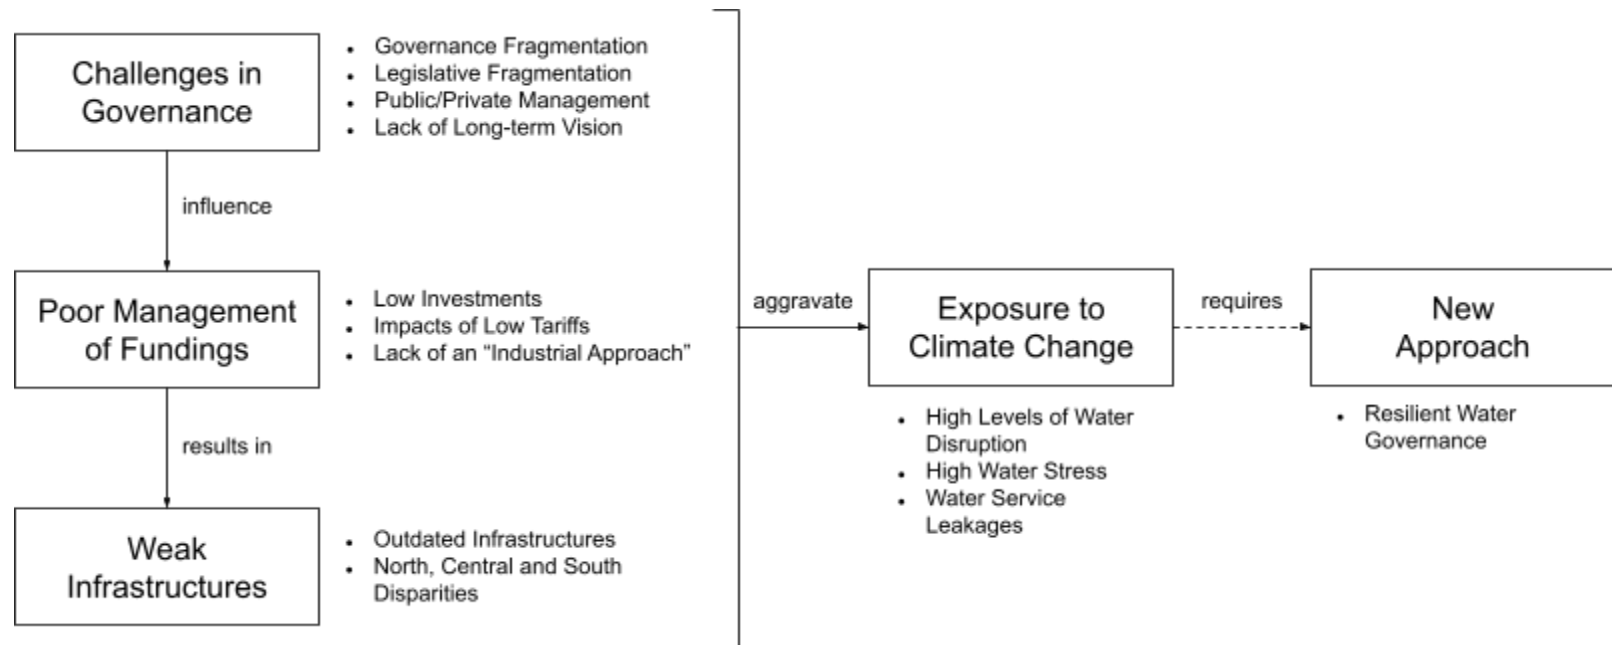 Challenges in
Governance
• Governance Fragmentation
• Legislative Fragmentation
• Public/Private Management
• Lack of Long-term Vision
influence
Poor Management
of Fundings
• Low Investments
• Impacts of Low Tariffs
• Lack of an “Industrial Approach”
results in
Weak
Infrastructures
• Outdated Infrastructures
• North, Central and South
Disparities
aggravate
Exposure to
Climate Change
• High Levels of Water
Disruption
• High Water Stress
• Water Service
Leakages
requires
New
Approach
• Resilient Water
Governance